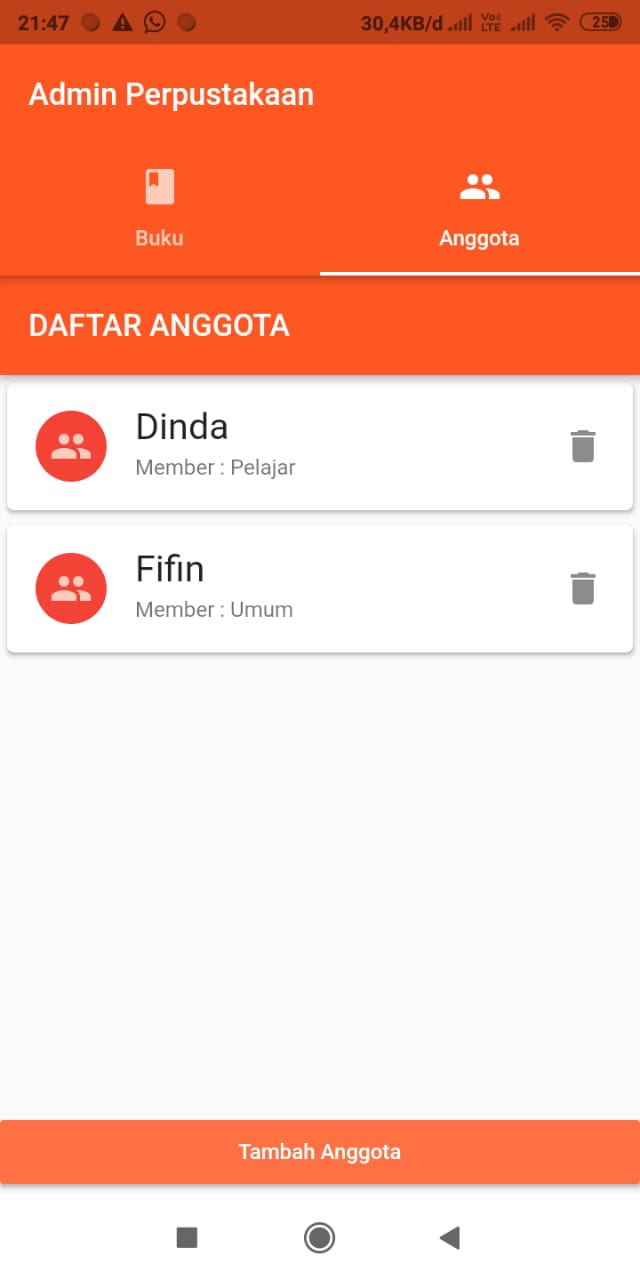 21:47 30,4KB/d Vo) LTE 25
Admin Perpustakaan
Buku Anggota
DAFTAR ANGGOTA
Dinda
Member : Pelajar
Fifin
Member : Umum
Tambah Anggota